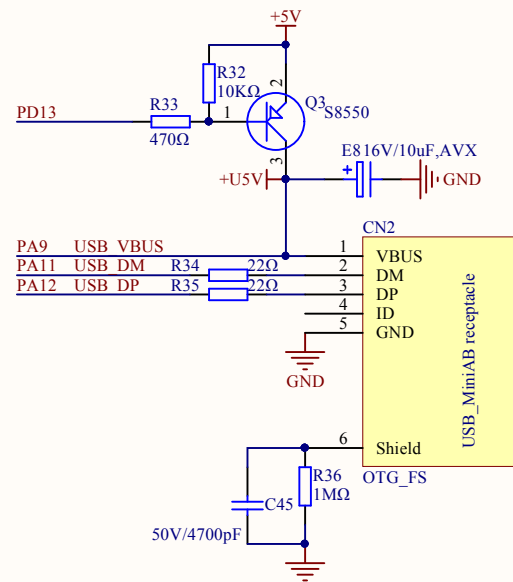 +5V
R32
10KΩ
2
Q3
S8550
R33
1
PD13
470Ω
3
E816V/10uF,AVX
+U5V
GND
CN2
PA9 USB_VBUS
1 VBUS
PA11 USB_DM R34 22Ω
2 DM
PA12 USB_DP R35 22Ω
3 DP
4 ID
5 GND
GND
USB_MiniAB receptacle
6 Shield
R36
1MΩ
OTG_FS
C45
50V/4700pF